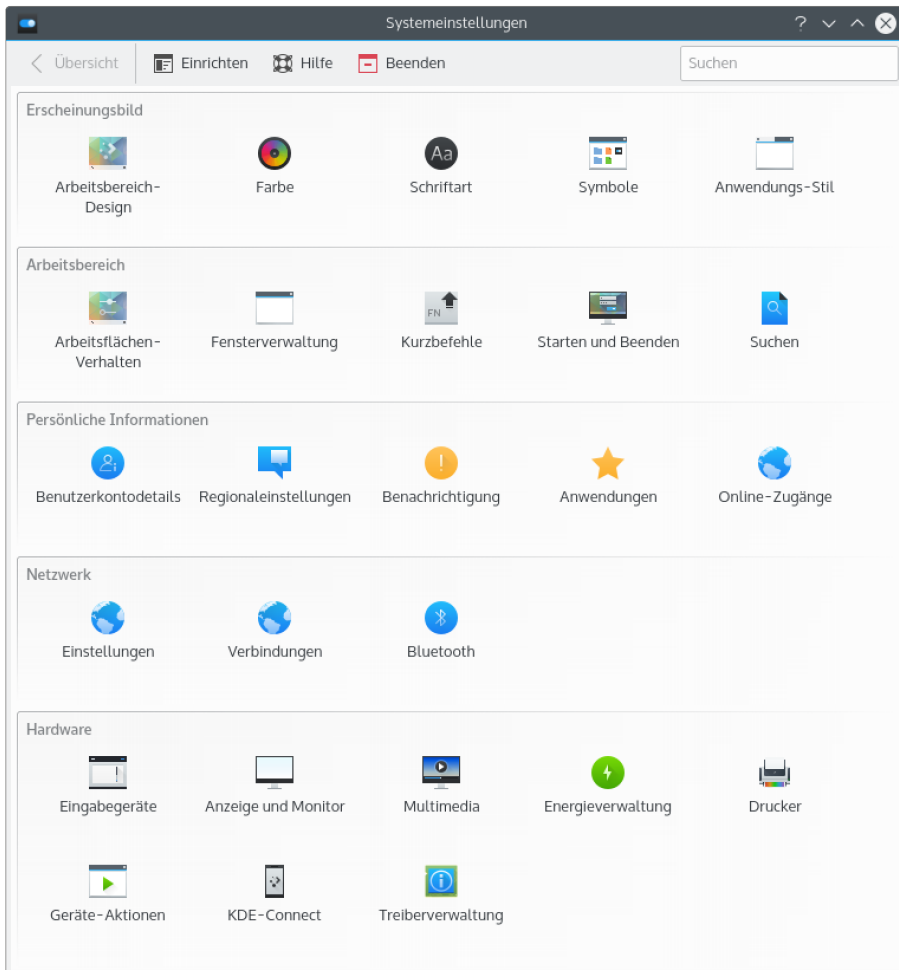 Systemeinstellungen
Übersicht Einrichten Hilfe Beenden Suchen
Erscheinungsbild
Aa
Arbeitsbereich-
Design
Farbe
Schriftart
Symbole
Anwendungs-Stil
Arbeitsbereich
FN
Arbeitsflächen-
Verhalten
Fensterverwaltung
Kurzbefehle
Starten und Beenden
Suchen
Persönliche Informationen
Benutzerkontodetails
Regionaleinstellungen
Benachrichtigung
Anwendungen
Online-Zugänge
Netzwerk
Einstellungen
Verbindungen
Bluetooth
Hardware
Eingabegeräte
Anzeige und Monitor
Multimedia
Energieverwaltung
Drucker
Geräte-Aktionen
KDE-Connect
Treiberverwaltung